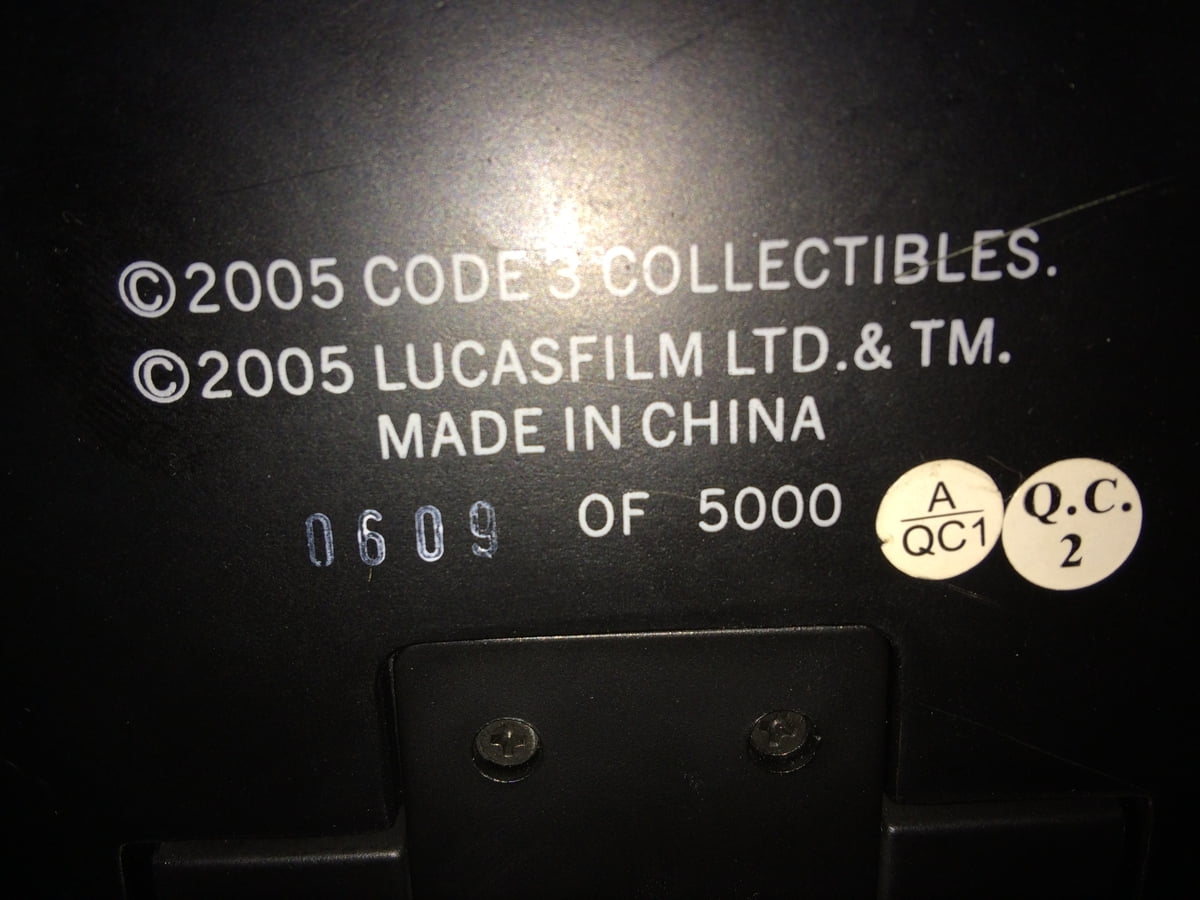 ©2005 CODE 3 COLLECTIBLES.
©2005 LUCASFILM LTD.& TM.
MADE IN CHINA
0609 OF 5000
A
QC1
Q.C.
2